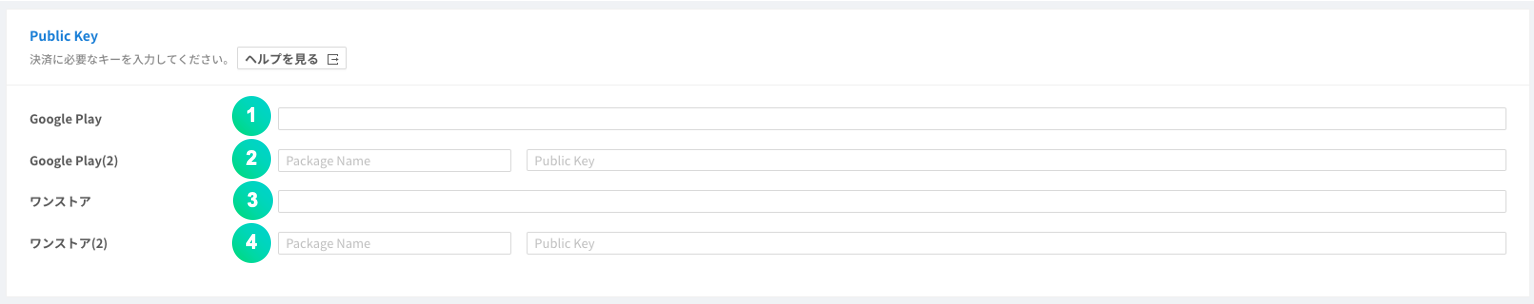 Public Key
決済に必要なキーを入力してください。 ヘルプを見る
Google Play 1
Google Play(2) 2 Package Name Public Key
ワンストア 3
ワンストア(2) 4 Package Name Public Key